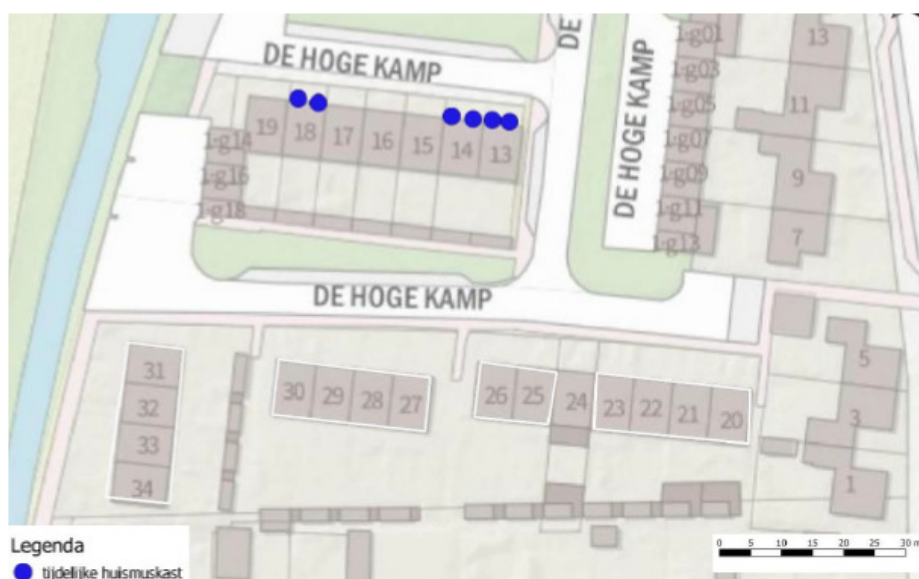 DE
DE HOGE KAMP
DE HOGE KAMP
1-g01
1-g03
1-g05
1-g07
1-g09
1-g11
1-g13
13
11
9
7
19
18
17
16
15
14
13
1-g14
1-g16
1-g18
DE HOGE KAMP
31
32
33
34
30
29
28
27
26
25
24
23
22
21
20
5
3
1
Legenda
tijdelijke huismuskast
0 5 10 15 20 25 30 m